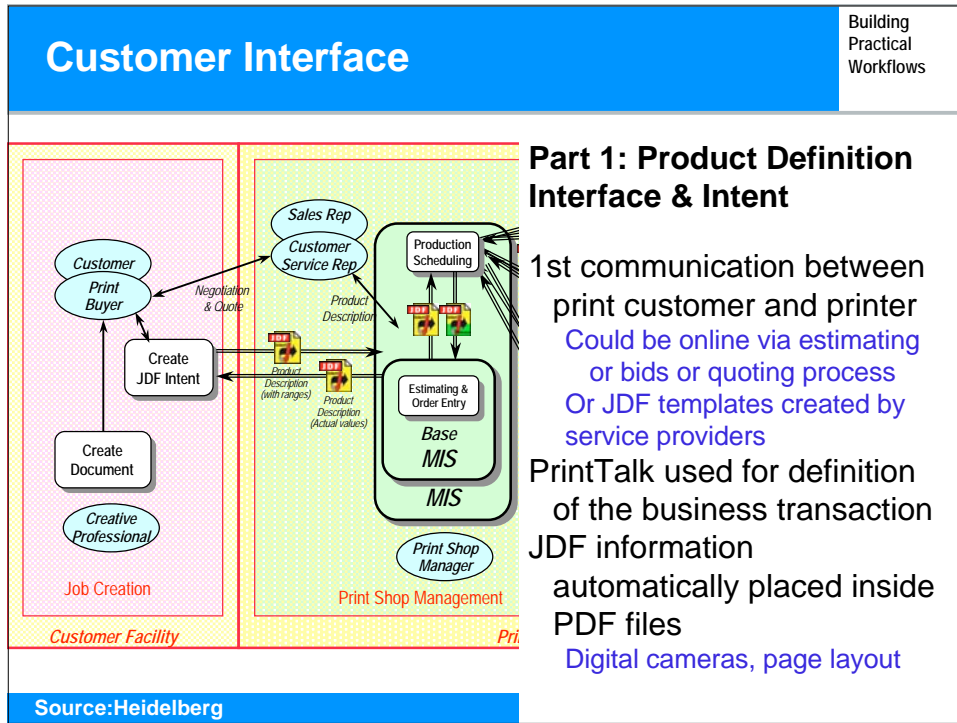 Customer Interface
Building
Practical
Workflows
Sales Rep
Customer
Service Rep
Customer
Print
Buyer
Negotiation
& Quote
Product
Description
Production
Scheduling
JDF
JDF
Create
JDF Intent
JDF
Product
Description
(with ranges)
JDF
Product
Description
(Actual values)
Estimating &
Order Entry
Base
MIS
MIS
Create
Document
Creative
Professional
Print Shop
Manager
Job Creation
Print Shop Management
Customer Facility
Pri
Part 1: Product Definition
Interface & Intent
1st communication between
print customer and printer
Could be online via estimating
or bids or quoting process
Or JDF templates created by
service providers
PrintTalk used for definition
of the business transaction
JDF information
automatically placed inside
PDF files
Digital cameras, page layout
Source:Heidelberg